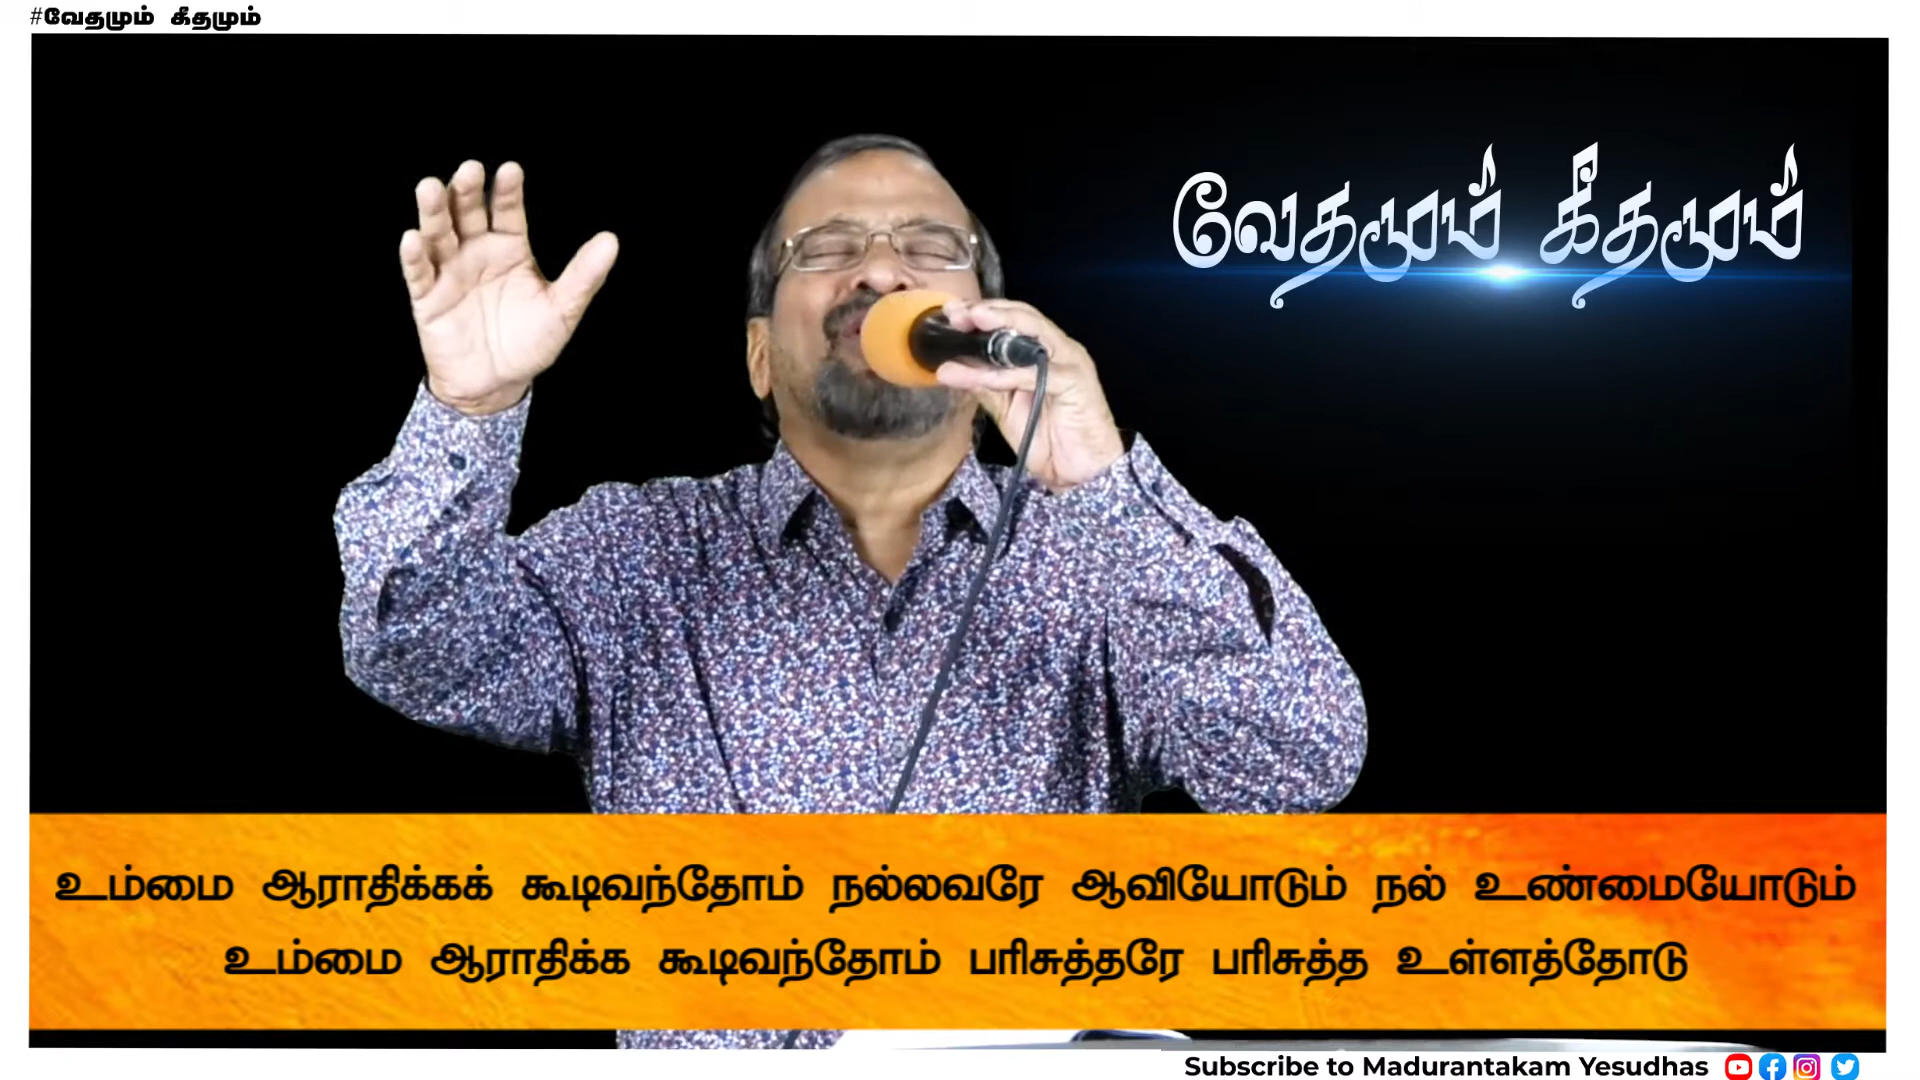 #வேதமும் கீதமும்
வேதமும் கீதமும்
உம்மை ஆராதிக்கக் கூடிவந்தோம் நல்லவரே ஆவியோடும் நல் உண்மையோடும்
உம்மை ஆராதிக்க கூடிவந்தோம் பரிசுத்தரே பரிசுத்த உள்ளத்தோடு
Subscribe to Madurantakam Yesudhas